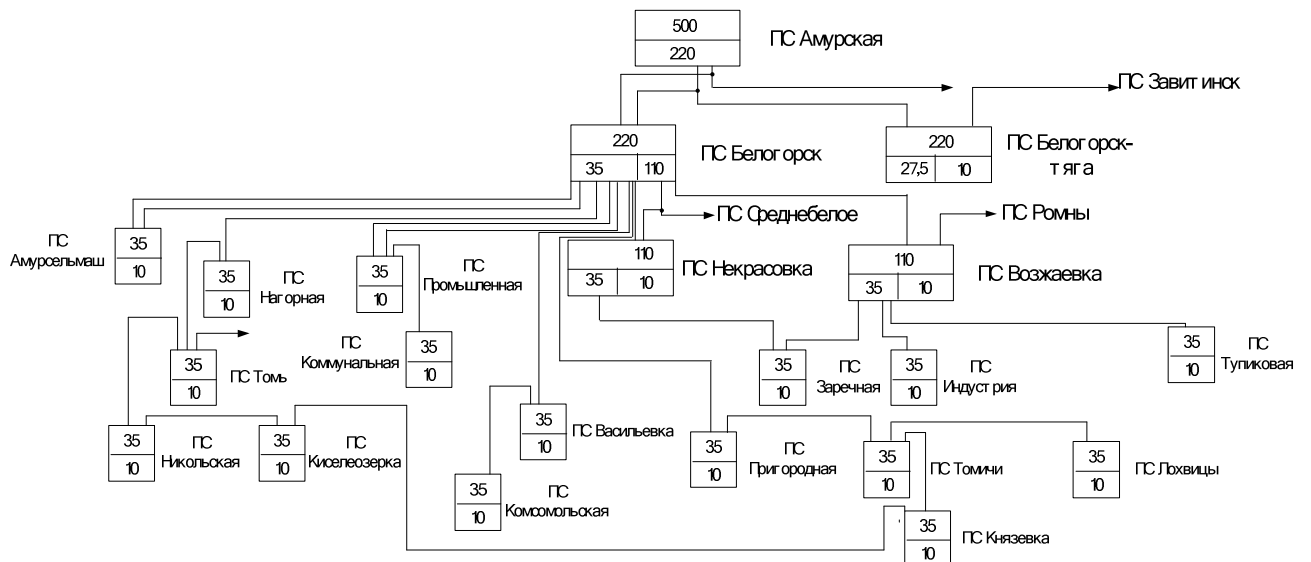 500
220
ПС Амурская
ПС Завитинск
220
35 110
ПС Белогорск
220
27,5 10
ПС Белогорск-
тяга
ПС Среднебелое
ПС Ромны
ПС
Амурсельмаш
35
10
35
10
ПС
Нагорная
35
10
ПС
Промышленная
110
35 10
ПС Некрасовка
110
35 10
ПС Возжаевка
35
10
ПС Томь
ПС
Коммунальная
35
10
35
10
ПС
Заречная
35
10
ПС
Индустрия
35
10
ПС
Тупиковая
35
10
ПС
Никольская
35
10
ПС
Киселеозерка
35
10
ПС Васильевка
35
10
ПС
Пригородная
35
10
ПС Томичи
35
10
ПС Лохвицы
35
10
ПС
Комсомольская
35
10
ПС Князевка